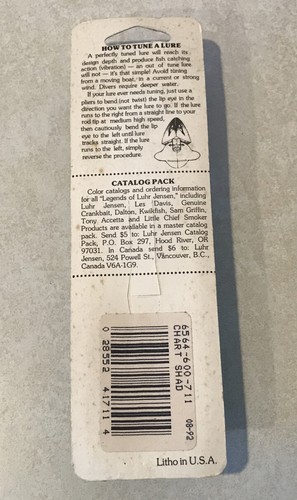 HOW TO TUNE A LURE
A perfectly tuned lure will reach its
design depth and produce fish catching
action (vibration) — an out of tune lure
will not — it's that simple! Avoid tuning
from a moving boat, in a current or strong
wind. Divers require deeper water.
If your lure ever needs tuning, just use a
pliers to bend (not twist) the lip eye in the
direction you want the lure to go. If the lure
runs to the right from a straight line to your
rod tip at medium high speed,
then cautiously bend the lip
eye to the left until lure
tracks straight. If the lure
runs to the left, simply
reverse the procedure.
CATALOG PACK
Color catalogs and ordering information
for all "Legends of Luhr Jensen," including
Luhr Jensen, Les Davis, Genuine
Crankbait, Dalton, Kwikfish, Sam Griffin,
Tony Accetta and Little Chief Smoker
Products are available in a master catalog
pack. Send $5 to: Luhr Jensen Catalog
Pack, P.O. Box 297, Hood River, OR
97031. In Canada send $6 to: Luhr
Jensen, 524 Powell St., Vancouver, B.C.,
Canada V6A-1G9.
6564-600-711 08-92
CHART SHAD
0 28552 41711 4
Litho in U.S.A.